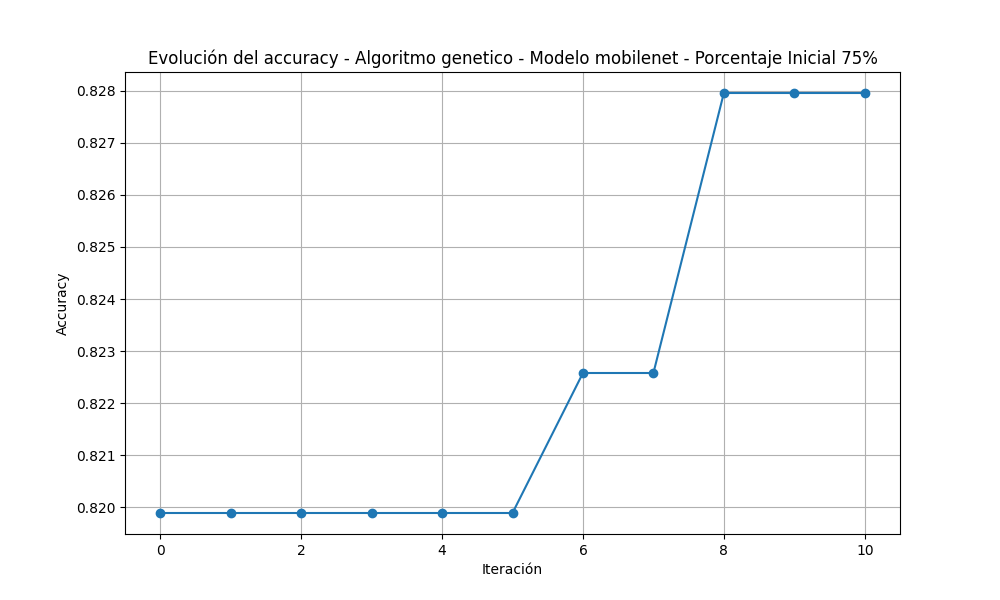 Evolución del accuracy - Algoritmo genetico - Modelo mobilenet - Porcentaje Inicial 75%
0.828
0.827
0.826
0.825
0.824
0.823
0.822
0.821
0.820
Accuracy
0 2 4 6 8 10
Iteración